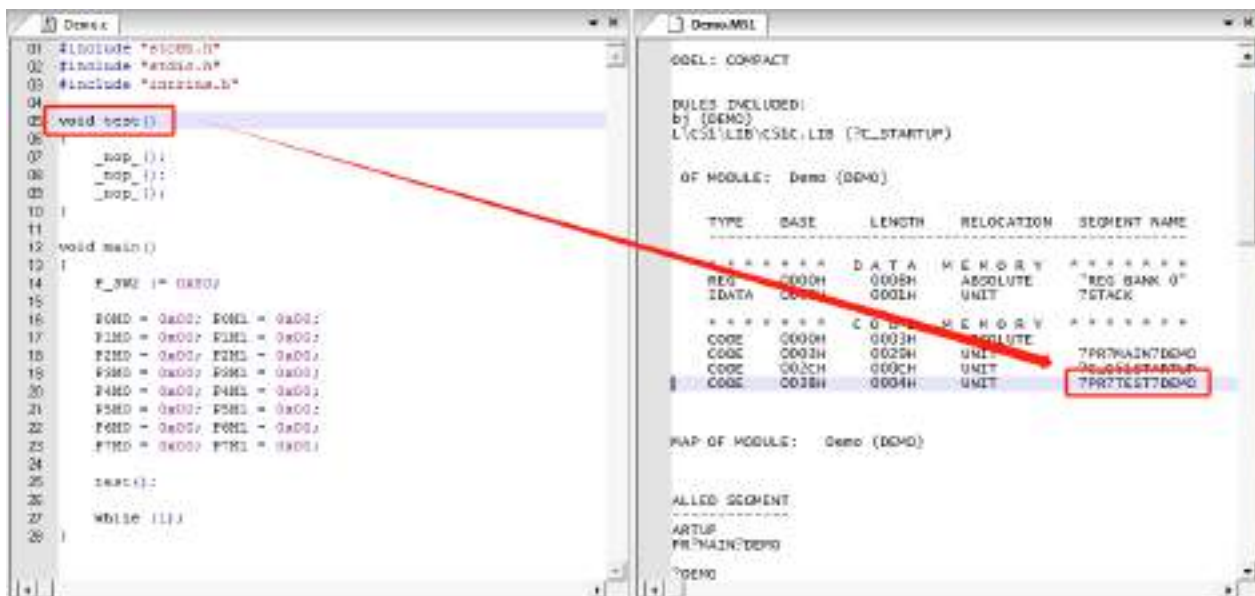 Demo.c
01 #include "stc8h.h"
02 #include "stdio.h"
03 #include "intrins.h"
04
05 void test()
06 {
07 _nop_();
08 _nop_();
09 _nop_();
10 }
11
12 void main()
13 {
14 P_SW2 |= 0x80;
15
16 P0M0 = 0x00; P0M1 = 0x00;
17 P1M0 = 0x00; P1M1 = 0x00;
18 P2M0 = 0x00; P2M1 = 0x00;
19 P3M0 = 0x00; P3M1 = 0x00;
20 P4M0 = 0x00; P4M1 = 0x00;
21 P5M0 = 0x00; P5M1 = 0x00;
22 P6M0 = 0x00; P6M1 = 0x00;
23 P7M0 = 0x00; P7M1 = 0x00;
24
25 test();
26
27 while (1);
28 }
Demo.M51
ODEL: COMPACT
DULES INCLUDED:
bj (DEMO)
L\C51\LIB\C51C.LIB (?C_STARTUP)
OF MODULE: Demo (DEMO)
TYPE BASE LENGTH RELOCATION SEGMENT NAME
* * * * * * * D A T A M E M O R Y * * * * * * *
REG 0000H 0008H ABSOLUTE "REG BANK 0"
IDATA 0001H UNIT ?STACK
* * * * * * * C O D E M E M O R Y * * * * * * *
CODE 0000H 0003H ABSOLUTE
CODE 0003H 0029H UNIT ?PR?MAIN?DEMO
CODE 002CH 000CH UNIT ?C_C51STARTUP
CODE 0038H 0004H UNIT ?PR?TEST?DEMO
MAP OF MODULE: Demo (DEMO)
ALLED SEGMENT
ARTUP
PR?MAIN?DEMO
?DEMO